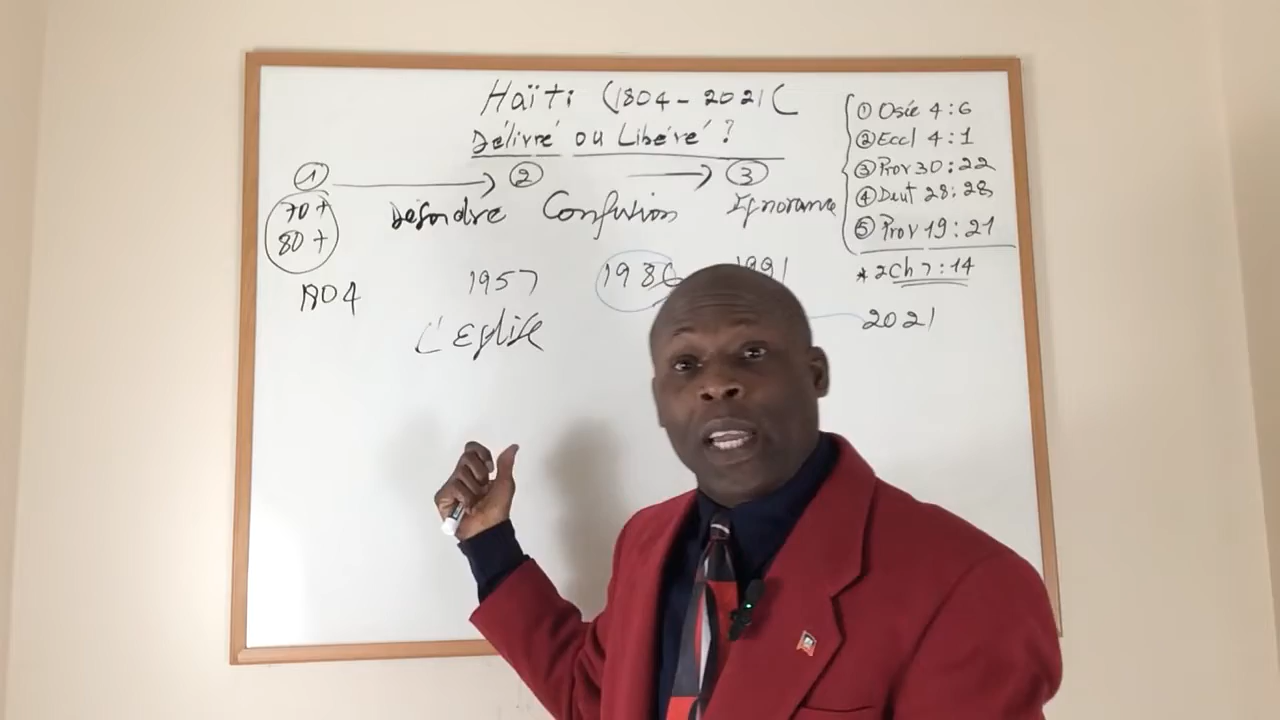 Haïti (1804-2021(
Délivré ou Libéré ?
① ② ③
70+
80+
Désordre Confusion Ignorance
1804 1957 1986 1991
L'Eglise
2021
① Osée 4:6
② Eccl 4:1
③ Prov 30:22
④ Deut 28:28
⑤ Prov 19:21
* 2Ch 7:14